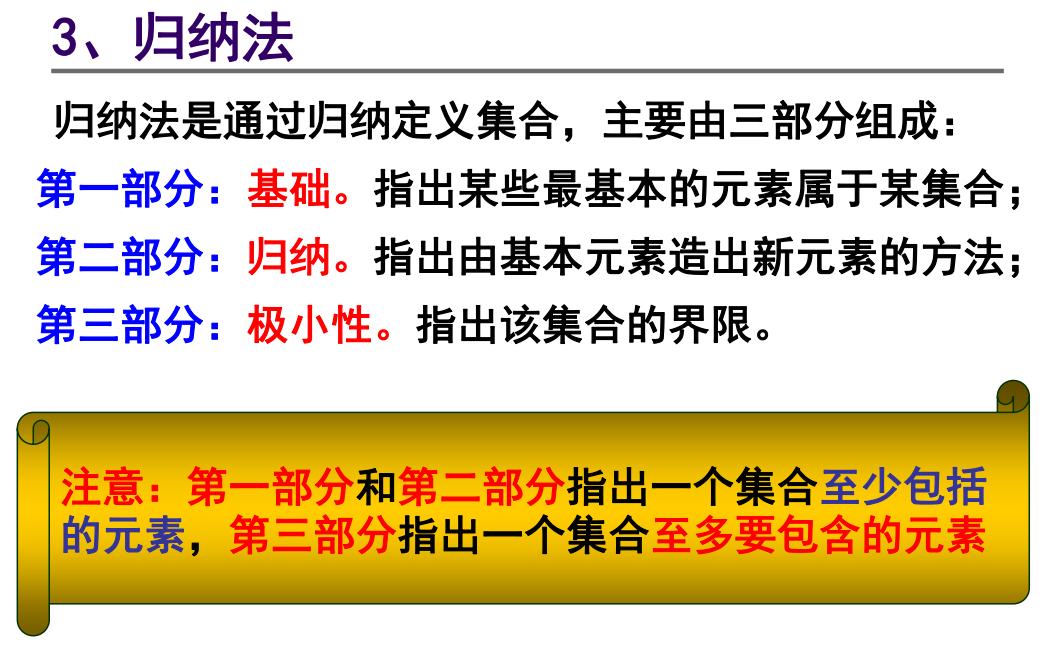 3、归纳法
归纳法是通过归纳定义集合，主要由三部分组成：
第一部分：基础。指出某些最基本的元素属于某集合；
第二部分：归纳。指出由基本元素造出新元素的方法；
第三部分：极小性。指出该集合的界限。
注意：第一部分和第二部分指出一个集合至少包括
的元素，第三部分指出一个集合至多要包含的元素